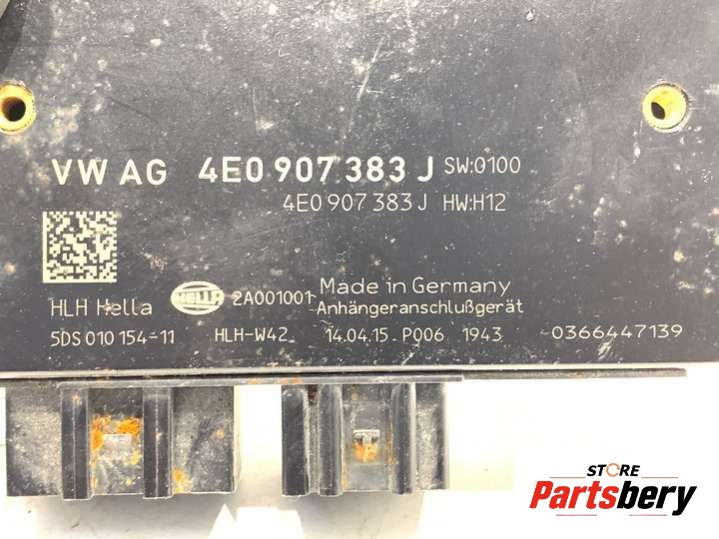 VW AG 4E0 907 383 J SW:0100
4E0 907 383 J HW:H12
HLH Hella HELLA 2A001001 Made in Germany
Anhängeranschlußgerät
5DS 010 154-11 HLH-W42 14.04.15 P006 1943 0366447139
STORE
Partsbery